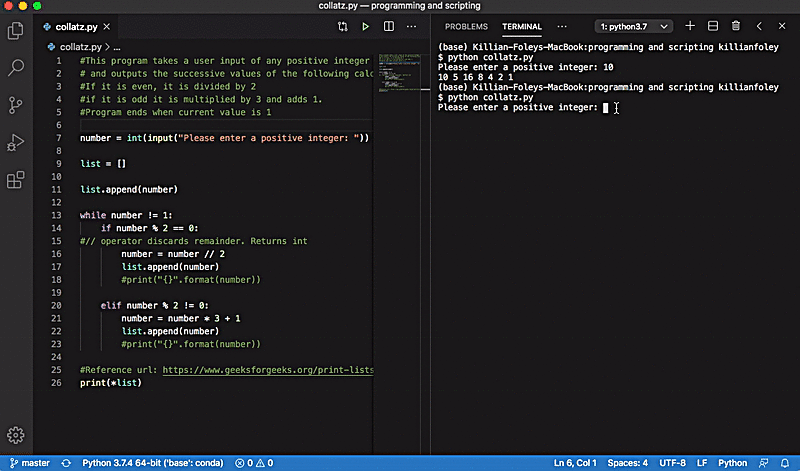 collatz.py — programming and scripting
collatz.py
collatz.py > ...
1 #This program takes a user input of any positive integer
2 # and outputs the successive values of the following calc
3 #If it is even, it is divided by 2
4 #if it is odd it is multiplied by 3 and adds 1.
5 #Program ends when current value is 1
6
7 number = int(input("Please enter a positive integer: "))
8
9 list = []
10
11 list.append(number)
12
13 while number != 1:
14 if number % 2 == 0:
15 #// operator discards remainder. Returns int
16 number = number // 2
17 list.append(number)
18 #print("{}".format(number))
19
20 elif number % 2 != 0:
21 number = number * 3 + 1
22 list.append(number)
23 #print("{}".format(number))
24
25 #Reference url: https://www.geeksforgeeks.org/print-lists
26 print(*list)
PROBLEMS TERMINAL ... 1: python3.7
(base) Killian-Foleys-MacBook:programming and scripting killianfoley
$ python collatz.py
Please enter a positive integer: 10
10 5 16 8 4 2 1
(base) Killian-Foleys-MacBook:programming and scripting killianfoley
$ python collatz.py
Please enter a positive integer:
master Python 3.7.4 64-bit ('base': conda) 0 0 Ln 6, Col 1 Spaces: 4 UTF-8 LF Python